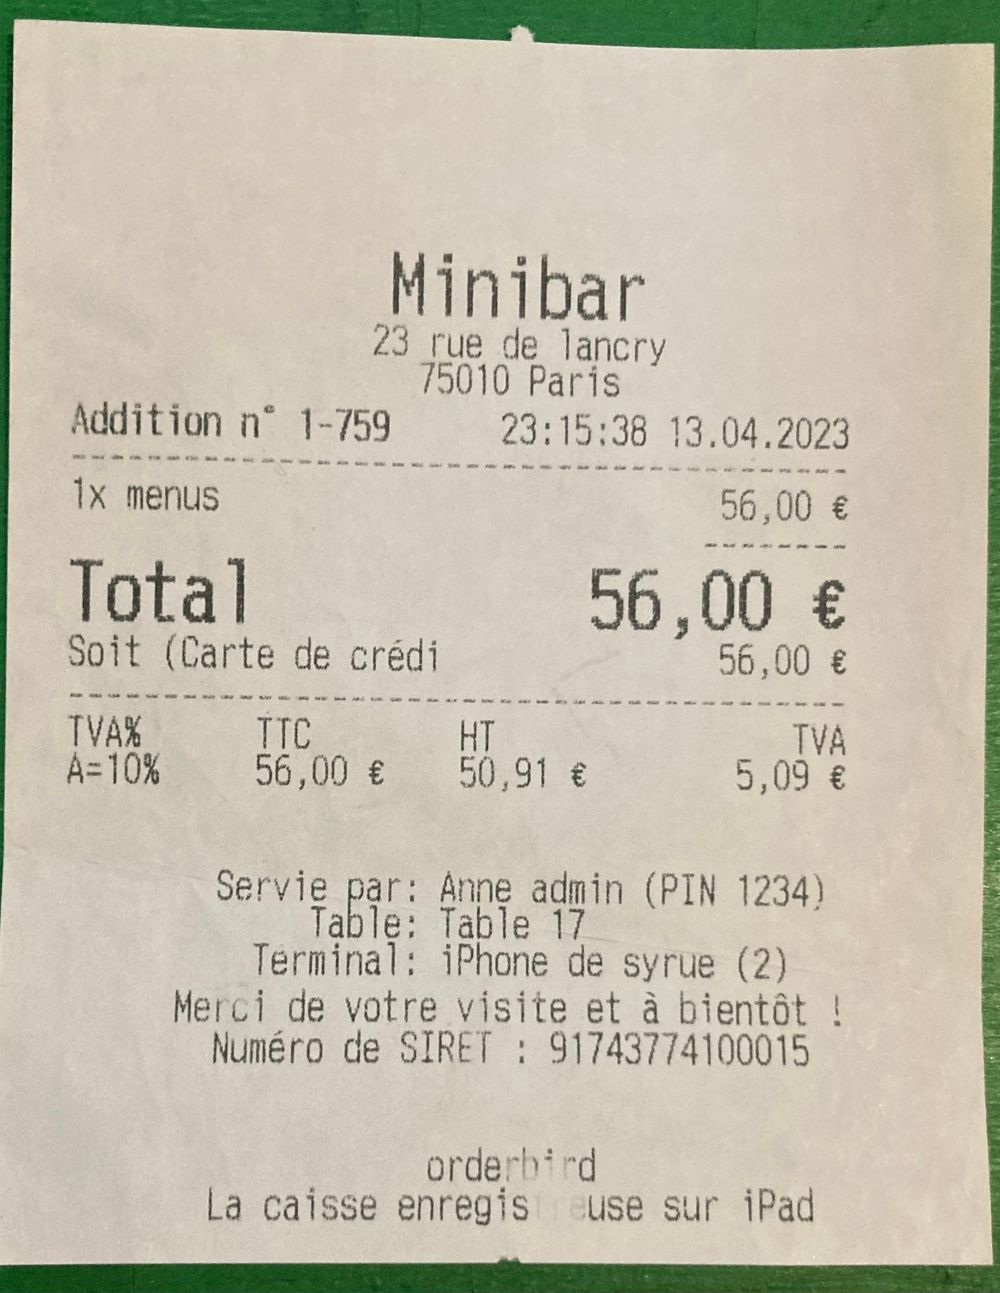 Minibar
23 rue de lancry
75010 Paris
Addition n° 1-759 23:15:38 13.04.2023
1x menus 56,00 €
Total 56,00 €
Soit (Carte de crédi 56,00 €
TVA% TTC HT TVA
A=10% 56,00 € 50,91 € 5,09 €
Servie par: Anne admin (PIN 1234)
Table: Table 17
Terminal: iPhone de syrue (2)
Merci de votre visite et à bientôt !
Numéro de SIRET : 91743774100015
orderbird
La caisse enregistreuse sur iPad